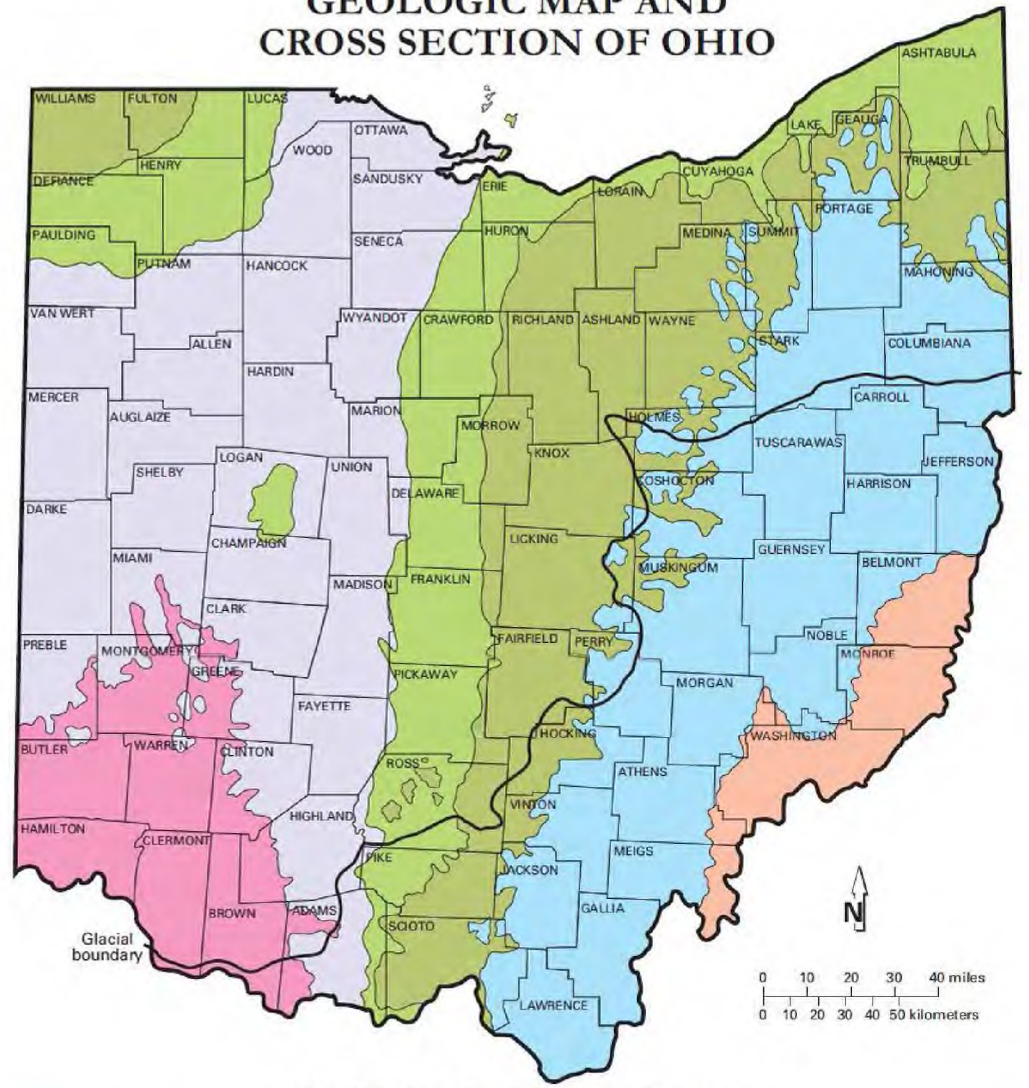 GEOLOGIC MAP AND
CROSS SECTION OF OHIO
ASHTABULA
WILLIAMS
FULTON
LUCAS
LAKE
GEAUGA
OTTAWA
WOOD
HENRY
TRUMBULL
CUYAHOGA
DEFIANCE
SANDUSKY
ERIE
LORAIN
PORTAGE
PAULDING
SENECA
HURON
MEDINA
SUMMIT
PUTNAM
HANCOCK
MAHONING
VAN WERT
WYANDOT
CRAWFORD
RICHLAND
ASHLAND
WAYNE
ALLEN
STARK
COLUMBIANA
HARDIN
MERCER
CARROLL
AUGLAIZE
MARION
HOLMES
MORROW
TUSCARAWAS
KNOX
LOGAN
UNION
JEFFERSON
SHELBY
COSHOCTON
HARRISON
DELAWARE
DARKE
CHAMPAIGN
LICKING
GUERNSEY
MIAMI
BELMONT
MUSKINGUM
MADISON
FRANKLIN
CLARK
NOBLE
PREBLE
MONTGOMERY
FAIRFIELD
PERRY
MONROE
GREENE
PICKAWAY
MORGAN
FAYETTE
HOCKING
WASHINGTON
BUTLER
WARREN
CLINTON
ROSS
ATHENS
VINTON
HIGHLAND
HAMILTON
CLERMONT
MEIGS
PIKE
JACKSON
GALLIA
BROWN
ADAMS
SCIOTO
N
Glacial
boundary
0 10 20 30 40 miles
0 10 20 30 40 50 kilometers
LAWRENCE